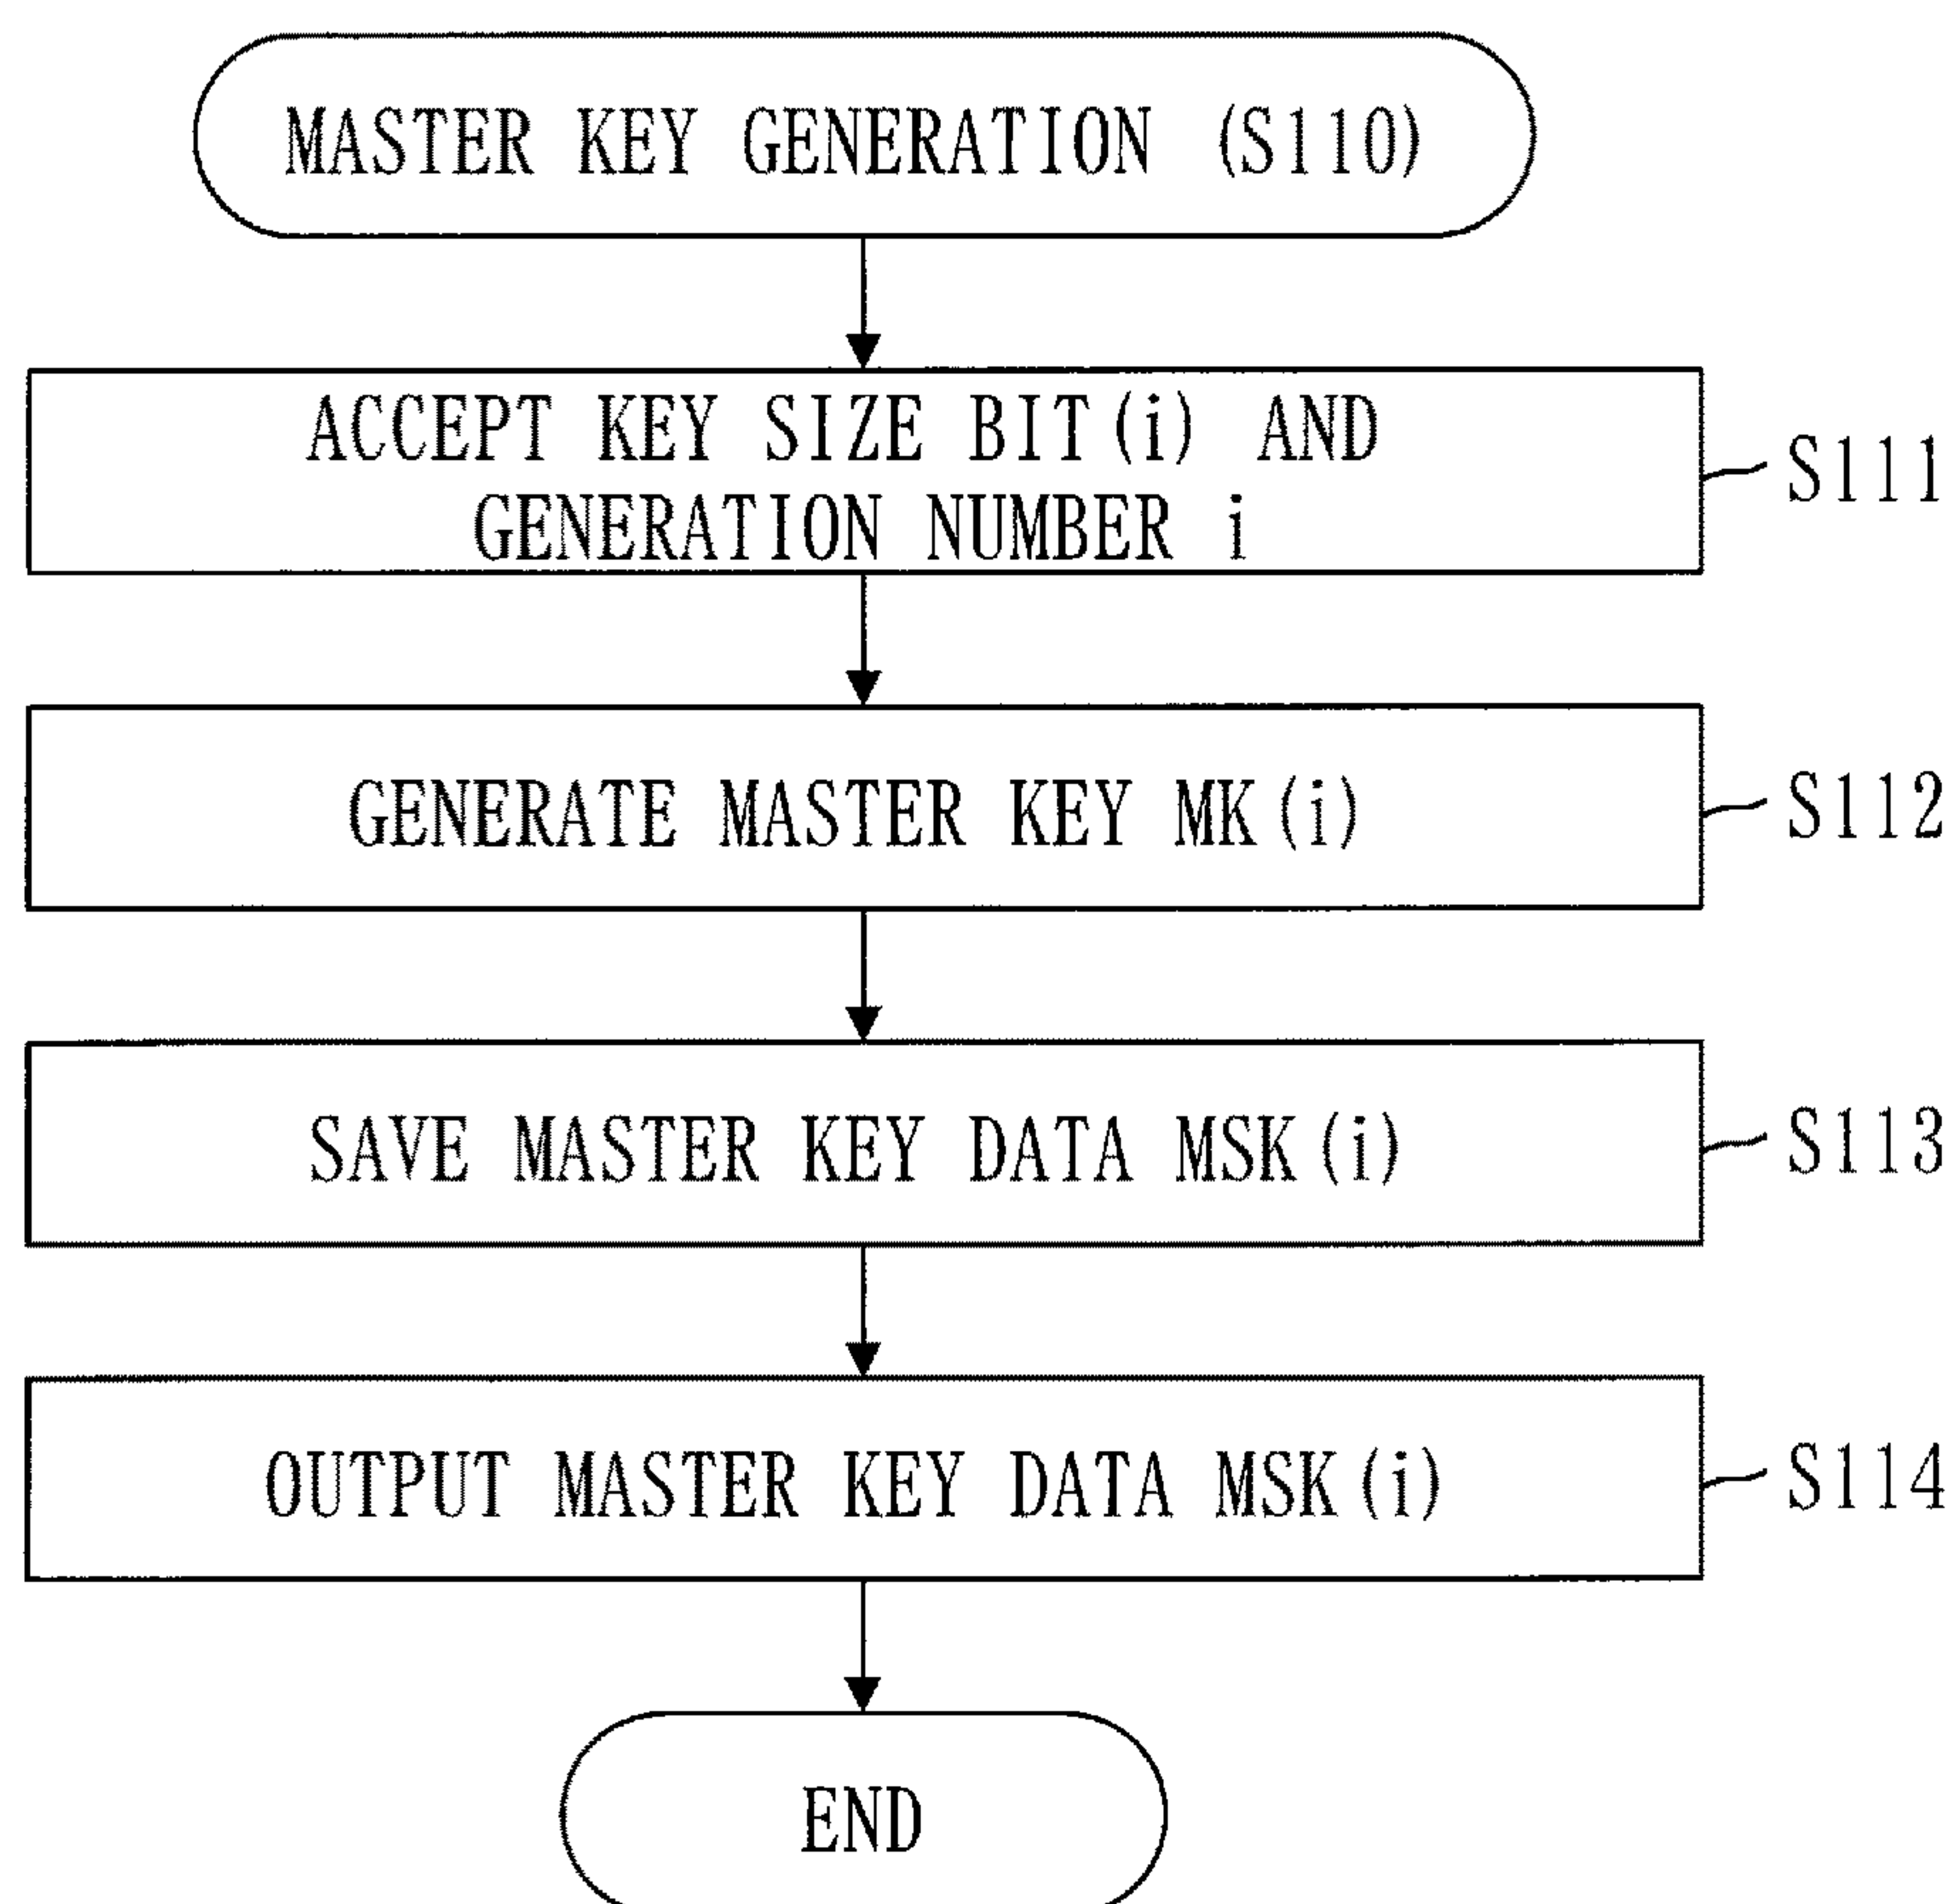 MASTER KEY GENERATION (S110)
ACCEPT KEY SIZE BIT(i) AND
GENERATION NUMBER i
S111
GENERATE MASTER KEY MK(i)
S112
SAVE MASTER KEY DATA MSK(i)
S113
OUTPUT MASTER KEY DATA MSK(i)
S114
END